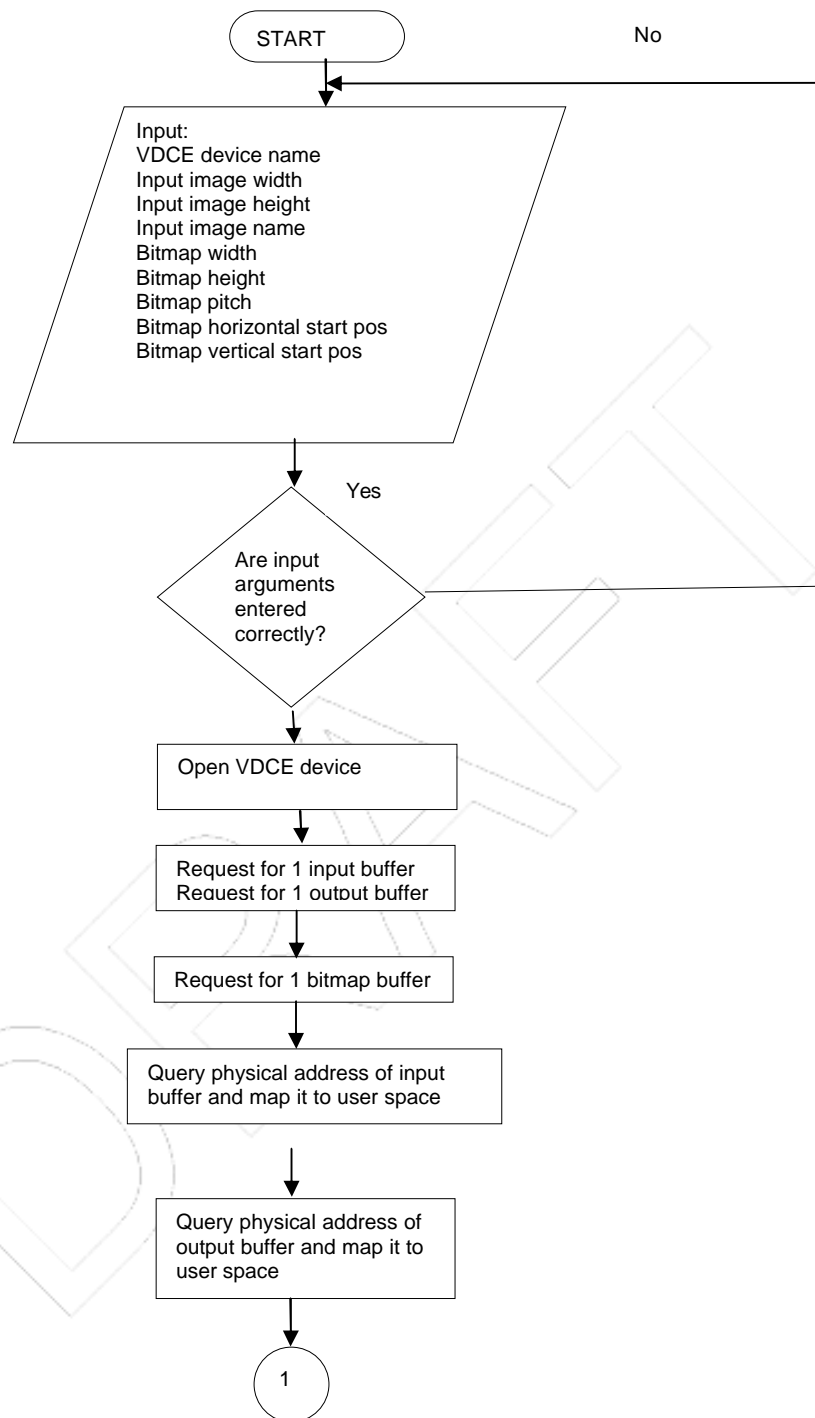 START
No
Input:
VDCE device name
Input image width
Input image height
Input image name
Bitmap width
Bitmap height
Bitmap pitch
Bitmap horizontal start pos
Bitmap vertical start pos
Yes
Are input
arguments
entered
correctly?
Open VDCE device
Request for 1 input buffer
Request for 1 output buffer
Request for 1 bitmap buffer
Query physical address of input
buffer and map it to user space
Query physical address of
output buffer and map it to
user space
1
DRAFT